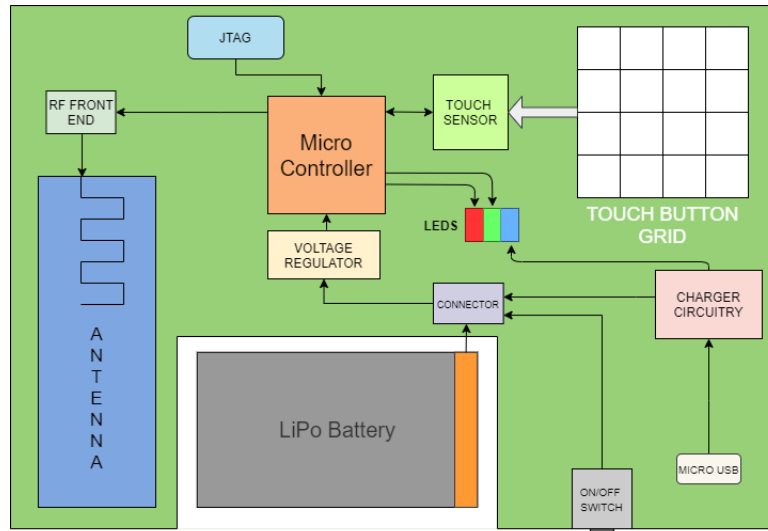 JTAG
RF FRONT
END
TOUCH
SENSOR
Micro
Controller
TOUCH BUTTON
GRID
LEDS
VOLTAGE
REGULATOR
CONNECTOR
CHARGER
CIRCUITRY
ANTENNA
LiPo Battery
MICRO USB
ON/OFF
SWITCH